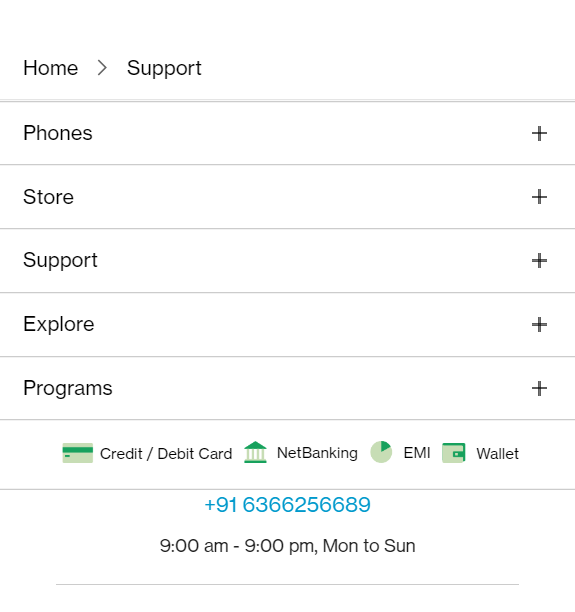 Home > Support
Phones +
Store +
Support +
Explore +
Programs +
Credit / Debit Card NetBanking EMI Wallet
+91 6366256689
9:00 am - 9:00 pm, Mon to Sun